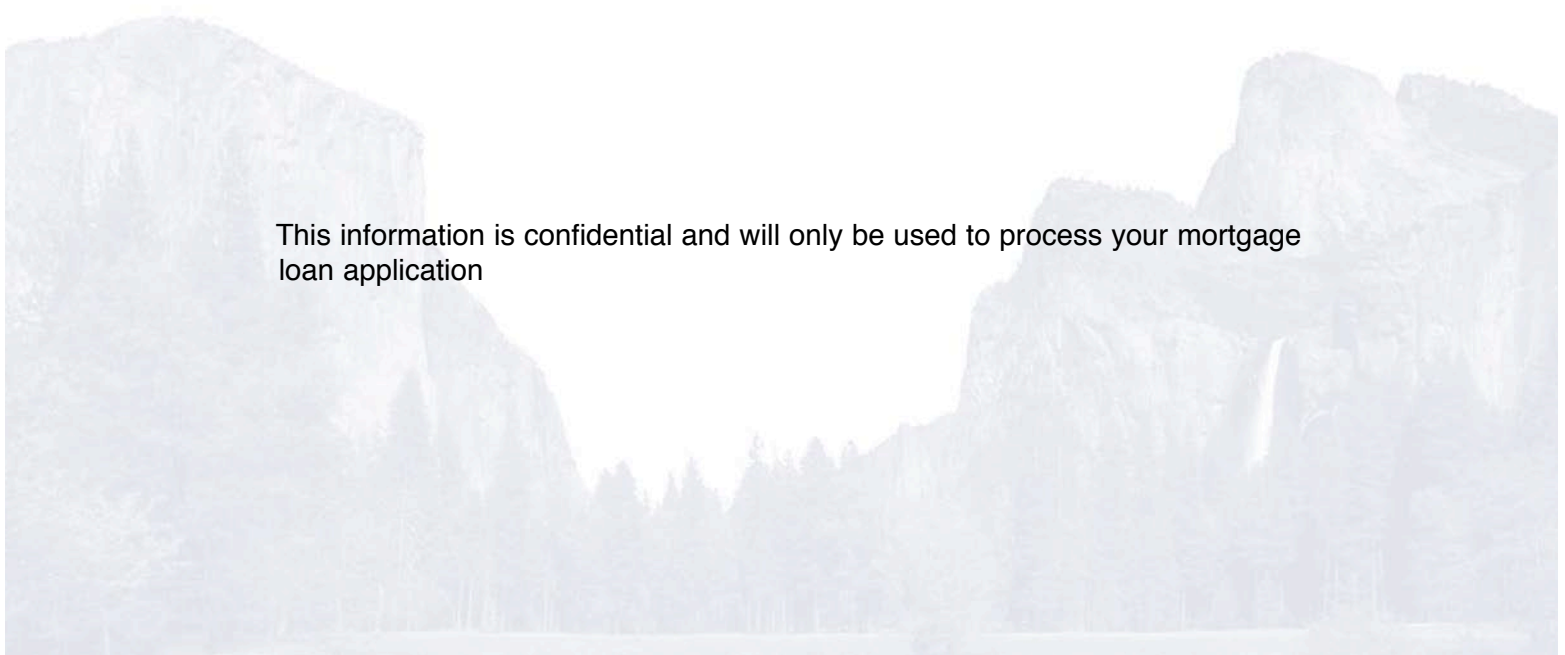 This information is confidential and will only be used to process your mortgage
loan application